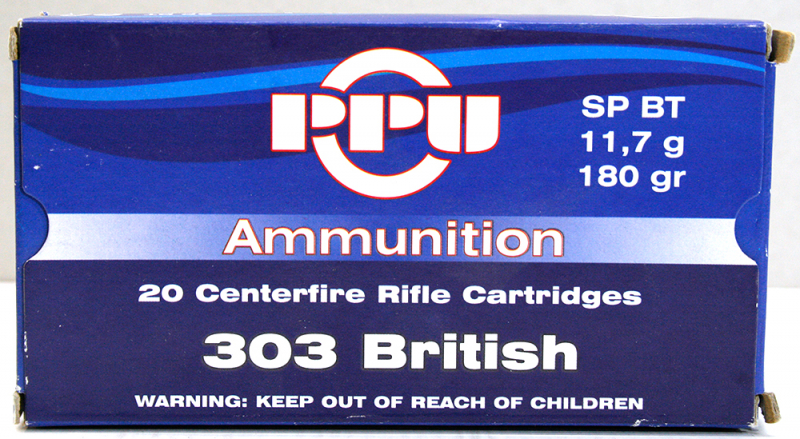 PPU
SP BT
11,7 g
180 gr
Ammunition
20 Centerfire Rifle Cartridges
303 British
WARNING: KEEP OUT OF REACH OF CHILDREN